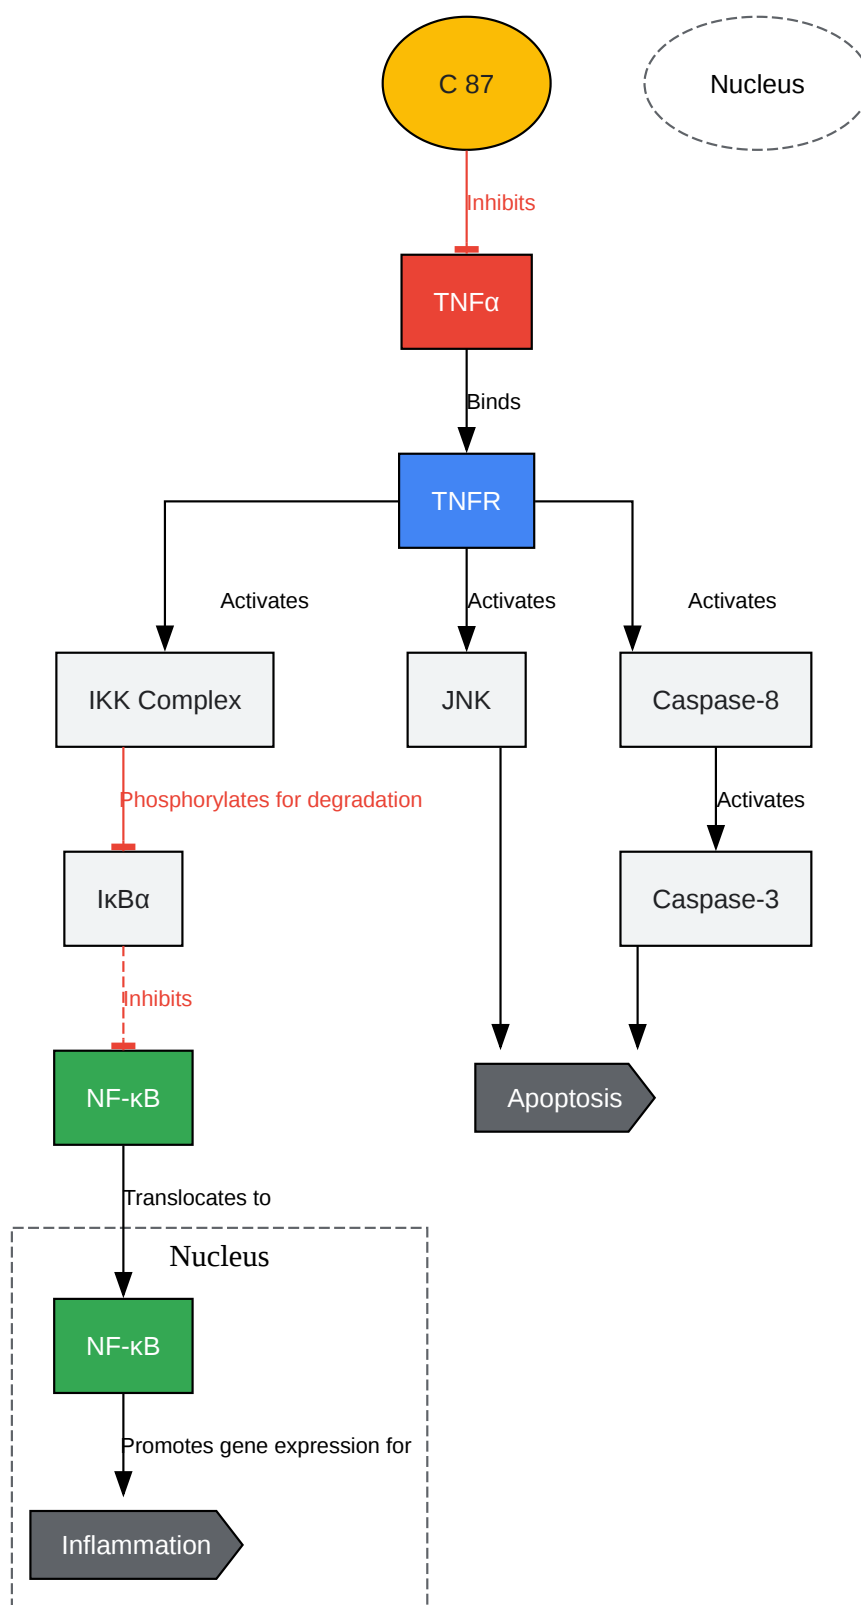 C 87
Nucleus
Inhibits
TNFα
Binds
TNFR
Activates
Activates
Activates
IKK Complex
JNK
Caspase-8
Phosphorylates for degradation
Activates
IκBα
Caspase-3
Inhibits
NF-κB
Apoptosis
Translocates to
Nucleus
NF-κB
Promotes gene expression for
Inflammation